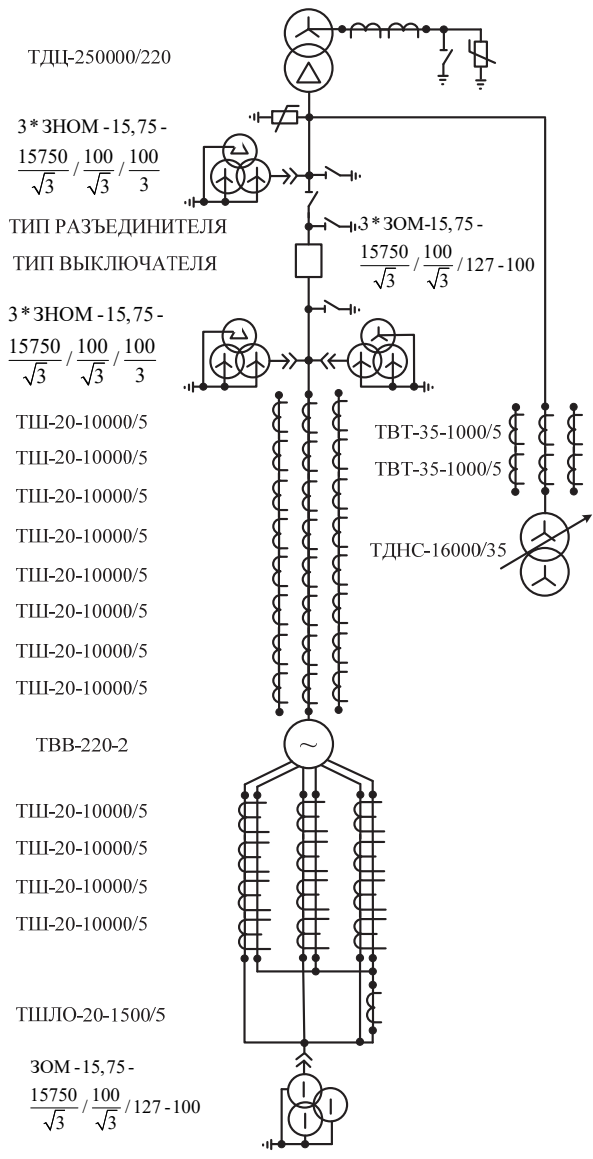 ТДЦ-250000/220
3* ЗНОМ -15,75 -
15750/√3 / 100/√3 / 100/3
ТИП РАЗЪЕДИНИТЕЛЯ
3* ЗОМ-15,75 -
ТИП ВЫКЛЮЧАТЕЛЯ
15750/√3 / 100/√3 / 127 -100
3* ЗНОМ -15,75 -
15750/√3 / 100/√3 / 100/3
ТШ-20-10000/5
ТВТ-35-1000/5
ТШ-20-10000/5
ТВТ-35-1000/5
ТШ-20-10000/5
ТШ-20-10000/5
ТДНС-16000/35
ТШ-20-10000/5
ТШ-20-10000/5
ТШ-20-10000/5
ТШ-20-10000/5
ТВВ-220-2
~
ТШ-20-10000/5
ТШ-20-10000/5
ТШ-20-10000/5
ТШ-20-10000/5
ТШЛО-20-1500/5
ЗОМ -15,75 -
15750/√3 / 100/√3 / 127 -100